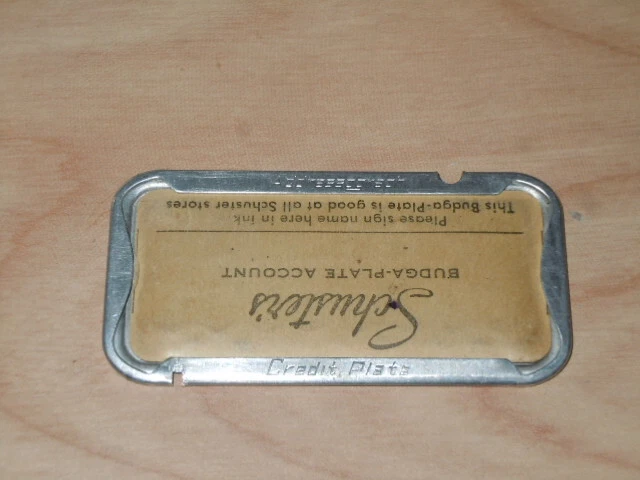 Schuster's
BUDGA-PLATE ACCOUNT
Please sign name here in ink
This Budga-Plate is good at all Schuster stores
Credit Plate